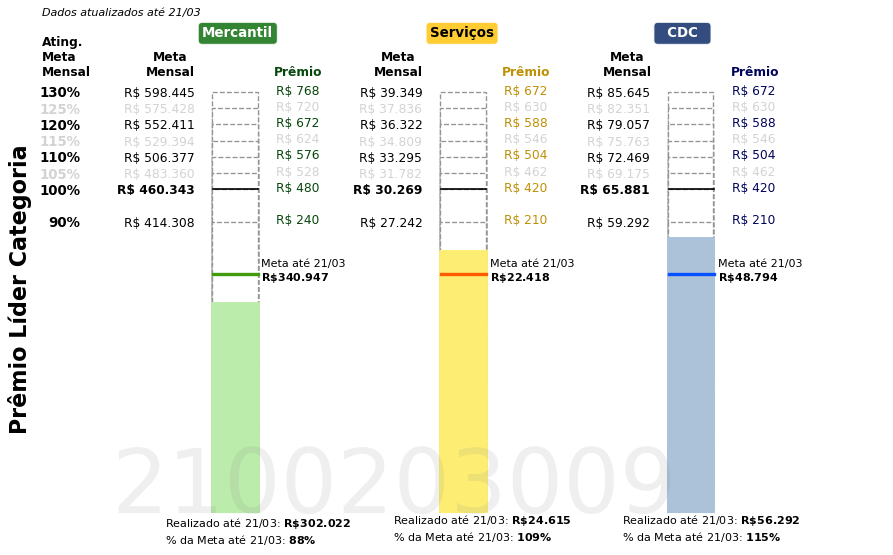 Dados atualizados até 21/03
Mercantil
Serviços
CDC
Ating.
Meta
Mensal
Meta
Mensal
Prêmio
Meta
Mensal
Prêmio
Meta
Mensal
Prêmio
130% R$ 598.445 R$ 768 R$ 39.349 R$ 672 R$ 85.645 R$ 672
125% R$ 575.428 R$ 720 R$ 37.836 R$ 630 R$ 82.351 R$ 630
120% R$ 552.411 R$ 672 R$ 36.322 R$ 588 R$ 79.057 R$ 588
115% R$ 529.394 R$ 624 R$ 34.809 R$ 546 R$ 75.763 R$ 546
110% R$ 506.377 R$ 576 R$ 33.295 R$ 504 R$ 72.469 R$ 504
105% R$ 483.360 R$ 528 R$ 31.782 R$ 462 R$ 69.175 R$ 462
100% R$ 460.343 R$ 480 R$ 30.269 R$ 420 R$ 65.881 R$ 420
90% R$ 414.308 R$ 240 R$ 27.242 R$ 210 R$ 59.292 R$ 210
Meta até 21/03
R$340.947
Meta até 21/03
R$22.418
Meta até 21/03
R$48.794
Prêmio Líder Categoria
2100203009
Realizado até 21/03: R$302.022
% da Meta até 21/03: 88%
Realizado até 21/03: R$24.615
% da Meta até 21/03: 109%
Realizado até 21/03: R$56.292
% da Meta até 21/03: 115%